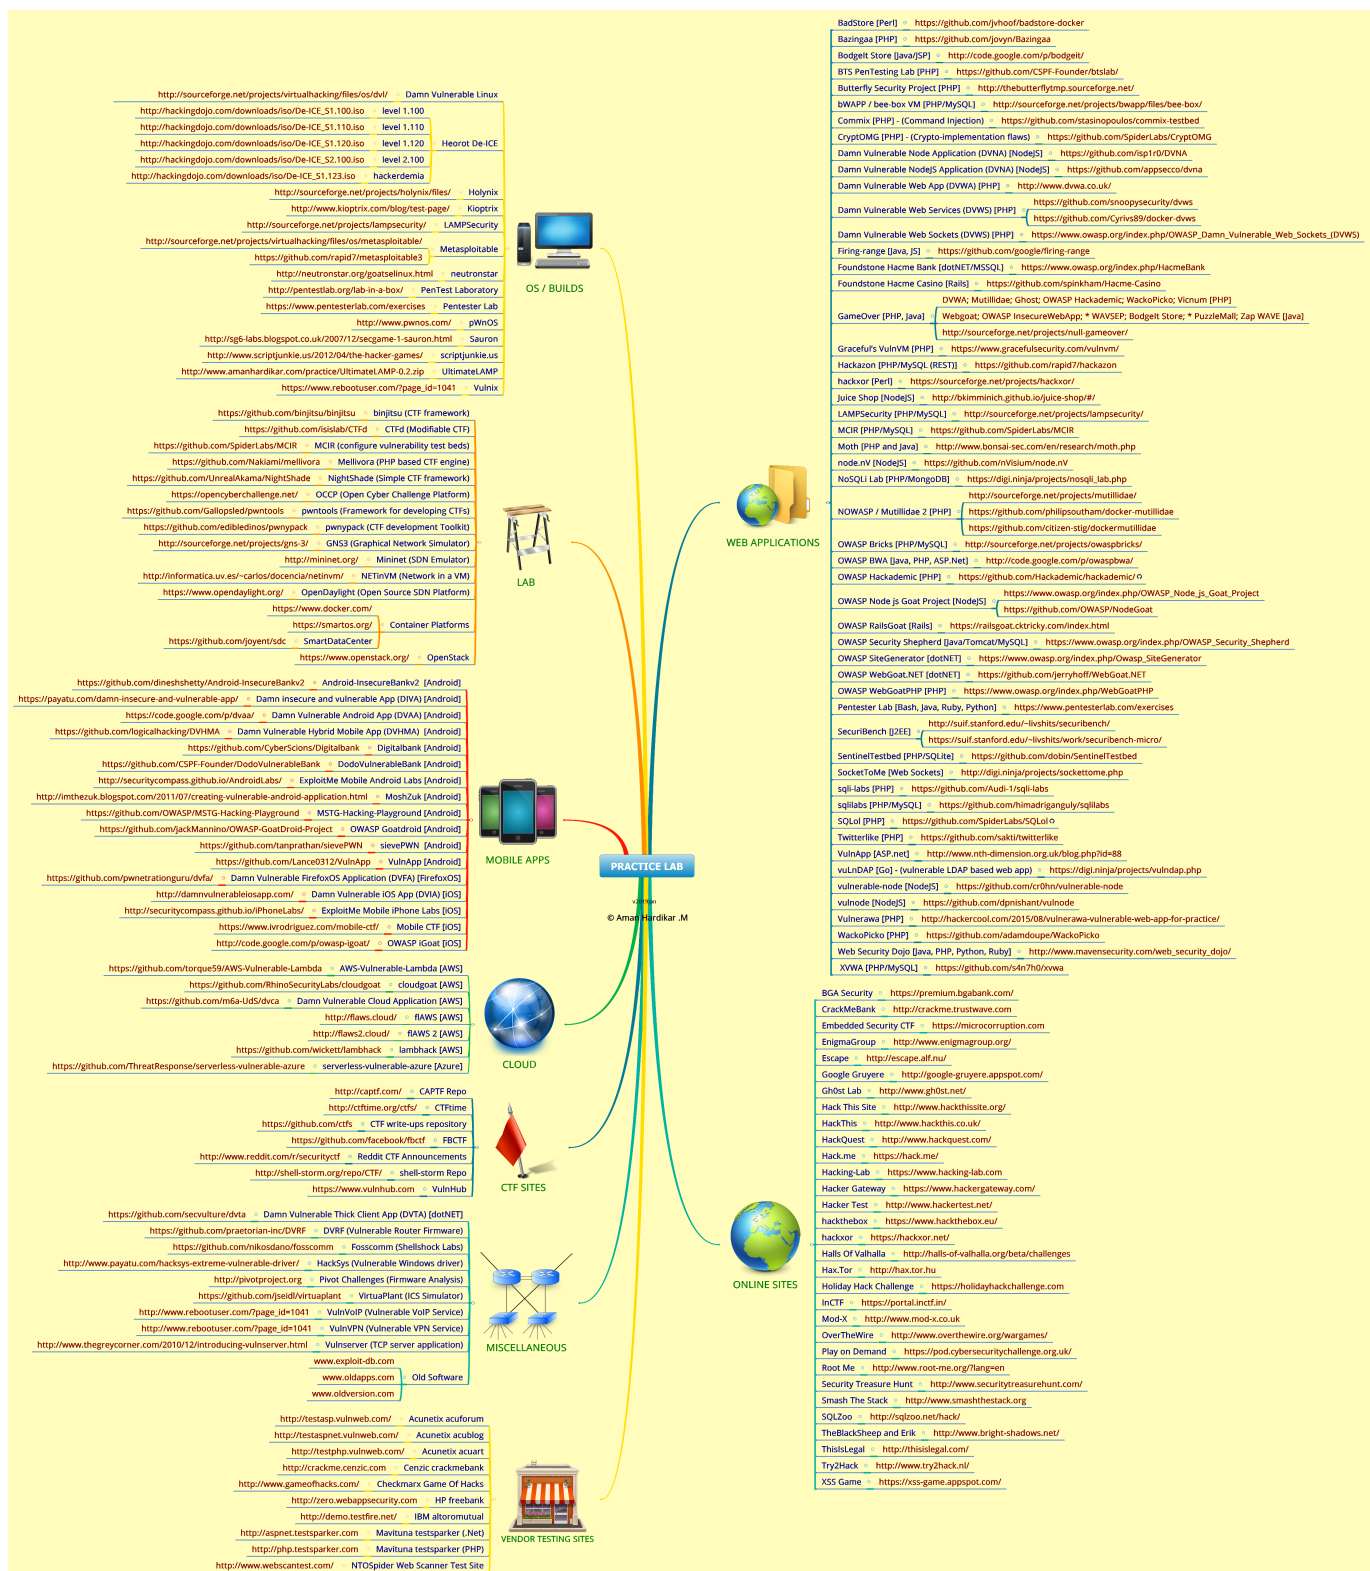 http://sourceforge.net/projects/virtualhacking/files/os/dvl/ Damn Vulnerable Linux
http://hackingdojo.com/downloads/iso/De-ICE_S1.100.iso level 1.100
http://hackingdojo.com/downloads/iso/De-ICE_S1.110.iso level 1.110
http://hackingdojo.com/downloads/iso/De-ICE_S1.120.iso level 1.120
Heorot De-ICE
http://hackingdojo.com/downloads/iso/De-ICE_S2.100.iso level 2.100
http://hackingdojo.com/downloads/iso/De-ICE_S1.123.iso hackerdemia
http://sourceforge.net/projects/holynix/files/ Holynix
http://www.kioptrix.com/blog/test-page/ Kioptrix
http://sourceforge.net/projects/lampsecurity/ LAMPSecurity
http://sourceforge.net/projects/virtualhacking/files/os/metasploitable/
Metasploitable
https://github.com/rapid7/metasploitable3
http://neutronstar.org/goatselinux.html neutronstar
http://pentestlab.org/lab-in-a-box/ PenTest Laboratory
https://www.pentesterlab.com/exercises Pentester Lab
http://www.pwnos.com/ pWnOS
http://sg6-labs.blogspot.co.uk/2007/12/secgame-1-sauron.html Sauron
http://www.scriptjunkie.us/2012/04/the-hacker-games/ scriptjunkie.us
http://www.amanhardikar.com/practice/UltimateLAMP-0.2.zip UltimateLAMP
https://www.rebootuser.com/?page_id=1041 Vulnix
OS / BUILDS
https://github.com/binjitsu/binjitsu binjitsu (CTF framework)
https://github.com/isislab/CTFd CTFd (Modifiable CTF)
https://github.com/SpiderLabs/MCIR MCIR (configure vulnerability test beds)
https://github.com/Nakiami/mellivora Mellivora (PHP based CTF engine)
https://github.com/UnrealAkama/NightShade NightShade (Simple CTF framework)
https://opencyberchallenge.net/ OCCP (Open Cyber Challenge Platform)
https://github.com/Gallopsled/pwntools pwntools (Framework for developing CTFs)
https://github.com/edibledinos/pwnypack pwnypack (CTF development Toolkit)
http://sourceforge.net/projects/gns-3/ GNS3 (Graphical Network Simulator)
http://mininet.org/ Mininet (SDN Emulator)
http://informatica.uv.es/~carlos/docencia/netinvm/ NETinVM (Network in a VM)
https://www.opendaylight.org/ OpenDaylight (Open Source SDN Platform)
https://www.docker.com/
https://smartos.org/ Container Platforms
https://github.com/joyent/sdc SmartDataCenter
https://www.openstack.org/ OpenStack
LAB
https://github.com/dineshshetty/Android-InsecureBankv2 Android-InsecureBankv2 [Android]
https://payatu.com/damn-insecure-and-vulnerable-app/ Damn insecure and vulnerable App (DIVA) [Android]
https://code.google.com/p/dvaa/ Damn Vulnerable Android App (DVAA) [Android]
https://github.com/logicalhacking/DVHMA Damn Vulnerable Hybrid Mobile App (DVHMA) [Android]
https://github.com/CyberScions/Digitalbank Digitalbank [Android]
https://github.com/CSPF-Founder/DodoVulnerableBank DodoVulnerableBank [Android]
http://securitycompass.github.io/AndroidLabs/ ExploitMe Mobile Android Labs [Android]
http://imthezuk.blogspot.com/2011/07/creating-vulnerable-android-application.html MoshZuk [Android]
https://github.com/OWASP/MSTG-Hacking-Playground MSTG-Hacking-Playground [Android]
https://github.com/jackMannino/OWASP-GoatDroid-Project OWASP Goatdroid [Android]
https://github.com/tanprathan/sievePWN sievePWN [Android]
https://github.com/Lance0312/VulnApp VulnApp [Android]
https://github.com/pwnetrationguru/dvfa/ Damn Vulnerable FirefoxOS Application (DVFA) [FirefoxOS]
http://damnvulnerableiosapp.com/ Damn Vulnerable iOS App (DVIA) [iOS]
http://securitycompass.github.io/iPhoneLabs/ ExploitMe Mobile iPhone Labs [iOS]
https://www.ivrodriguez.com/mobile-ctf/ Mobile CTF [iOS]
http://code.google.com/p/owasp-igoat/ OWASP iGoat [iOS]
MOBILE APPS
https://github.com/torque59/AWS-Vulnerable-Lambda AWS-Vulnerable-Lambda [AWS]
https://github.com/RhinoSecurityLabs/cloudgoat cloudgoat [AWS]
https://github.com/m6a-UdS/dvca Damn Vulnerable Cloud Application [AWS]
http://flaws.cloud/ flAWS [AWS]
http://flaws2.cloud/ flAWS 2 [AWS]
https://github.com/wickett/lambhack lambhack [AWS]
https://github.com/ThreatResponse/serverless-vulnerable-azure serverless-vulnerable-azure [Azure]
CLOUD
http://captf.com/ CAPTF Repo
http://ctftime.org/ctfs/ CTFtime
https://github.com/ctfs CTF write-ups repository
https://github.com/facebook/fbctf FBCTF
http://www.reddit.com/r/securityctf Reddit CTF Announcements
http://shell-storm.org/repo/CTF/ shell-storm Repo
https://www.vulnhub.com VulnHub
CTF SITES
https://github.com/secvulture/dvta Damn Vulnerable Thick Client App (DVTA) [dotNET]
https://github.com/praetorian-inc/DVRF DVRF (Vulnerable Router Firmware)
https://github.com/nikosdano/fosscomm Fosscomm (Shellshock Labs)
http://www.payatu.com/hacksys-extreme-vulnerable-driver/ HackSys (Vulnerable Windows driver)
http://pivotproject.org Pivot Challenges (Firmware Analysis)
https://github.com/jseidl/virtuaplant VirtuaPlant (ICS Simulator)
http://www.rebootuser.com/?page_id=1041 VulnVoIP (Vulnerable VoIP Service)
http://www.rebootuser.com/?page_id=1041 VulnVPN (Vulnerable VPN Service)
http://www.thegreycorner.com/2010/12/introducing-vulnserver.html Vulnserver (TCP server application)
www.exploit-db.com
www.oldapps.com Old Software
www.oldversion.com
MISCELLANEOUS
http://testasp.vulnweb.com/ Acunetix acuforum
http://testaspnet.vulnweb.com/ Acunetix acublog
http://testphp.vulnweb.com/ Acunetix acuart
http://crackme.cenzic.com Cenzic crackmebank
http://www.gameofhacks.com/ Checkmarx Game Of Hacks
http://zero.webappsecurity.com HP freebank
http://demo.testfire.net/ IBM altoromutual
http://aspnet.testsparker.com Mavituna testsparker (.Net)
http://php.testsparker.com Mavituna testsparker (PHP)
http://www.webscantest.com/ NTOSpider Web Scanner Test Site
VENDOR TESTING SITES
PRACTICE LAB
© Aman Hardikar .M
WEB APPLICATIONS
BadStore [Perl] https://github.com/jvhoof/badstore-docker
Bazingaa [PHP] https://github.com/jovyn/Bazingaa
BodgeIt Store [Java/JSP] http://code.google.com/p/bodgeit/
BTS PenTesting Lab [PHP] https://github.com/CSPF-Founder/btslab/
Butterfly Security Project [PHP] http://thebutterflytmp.sourceforge.net/
bWAPP / bee-box VM [PHP/MySQL] http://sourceforge.net/projects/bwapp/files/bee-box/
Commix [PHP] - (Command Injection) https://github.com/stasinopoulos/commix-testbed
CryptOMG [PHP] - (Crypto-implementation flaws) https://github.com/SpiderLabs/CryptOMG
Damn Vulnerable Node Application (DVNA) [NodeJS] https://github.com/isp1r0/DVNA
Damn Vulnerable NodeJS Application (DVNA) [NodeJS] https://github.com/appsecco/dvna
Damn Vulnerable Web App (DVWA) [PHP] http://www.dvwa.co.uk/
https://github.com/snoopysecurity/dvws
Damn Vulnerable Web Services (DVWS) [PHP]
https://github.com/Cyrivs89/docker-dvws
Damn Vulnerable Web Sockets (DVWS) [PHP] https://www.owasp.org/index.php/OWASP_Damn_Vulnerable_Web_Sockets_(DVWS)
Firing-range [Java, JS] https://github.com/google/firing-range
Foundstone Hacme Bank [dotNET/MSSQL] https://www.owasp.org/index.php/HacmeBank
Foundstone Hacme Casino [Rails] https://github.com/spinkham/Hacme-Casino
DVWA; Mutillidae; Ghost; OWASP Hackademic; WackoPicko; Vicnum [PHP]
GameOver [PHP, Java] Webgoat; OWASP InsecureWebApp; * WAVSEP; BodgeIt Store; * PuzzleMall; Zap WAVE [Java]
http://sourceforge.net/projects/null-gameover/
Graceful's VulnVM [PHP] https://www.gracefulsecurity.com/vulnvm/
Hackazon [PHP/MySQL (REST)] https://github.com/rapid7/hackazon
hackxor [Perl] https://sourceforge.net/projects/hackxor/
Juice Shop [NodeJS] http://bkimminich.github.io/juice-shop/#/
LAMPSecurity [PHP/MySQL] http://sourceforge.net/projects/lampsecurity/
MCIR [PHP/MySQL] https://github.com/SpiderLabs/MCIR
Moth [PHP and Java] http://www.bonsai-sec.com/en/research/moth.php
node.nV [NodeJS] https://github.com/nVisium/node.nV
NoSQLi Lab [PHP/MongoDB] https://digi.ninja/projects/nosqli_lab.php
http://sourceforge.net/projects/mutillidae/
NOWASP / Mutillidae 2 [PHP] https://github.com/philipsoutham/docker-mutillidae
https://github.com/citizen-stig/dockermutillidae
OWASP Bricks [PHP/MySQL] http://sourceforge.net/projects/owaspbricks/
OWASP BWA [Java, PHP, ASP.Net] http://code.google.com/p/owaspbwa/
OWASP Hackademic [PHP] https://github.com/Hackademic/hackademic/
https://www.owasp.org/index.php/OWASP_Node_js_Goat_Project
OWASP Node js Goat Project [NodeJS]
https://github.com/OWASP/NodeGoat
OWASP RailsGoat [Rails] https://railsgoat.cktricky.com/index.html
OWASP Security Shepherd [Java/Tomcat/MySQL] https://www.owasp.org/index.php/OWASP_Security_Shepherd
OWASP SiteGenerator [dotNET] https://www.owasp.org/index.php/Owasp_SiteGenerator
OWASP WebGoat.NET [dotNET] https://github.com/jerryhoff/WebGoat.NET
OWASP WebGoatPHP [PHP] https://www.owasp.org/index.php/WebGoatPHP
Pentester Lab [Bash, Java, Ruby, Python] https://www.pentesterlab.com/exercises
http://suif.stanford.edu/~livshits/securibench/
SecuriBench [J2EE]
https://suif.stanford.edu/~livshits/work/securibench-micro/
SentinelTestbed [PHP/SQLite] https://github.com/dobin/SentinelTestbed
SocketToMe [Web Sockets] http://digi.ninja/projects/sockettome.php
sqli-labs [PHP] https://github.com/Audi-1/sqli-labs
sqlilabs [PHP/MySQL] https://github.com/himadriganguly/sqlilabs
SQLol [PHP] https://github.com/SpiderLabs/SQLol
Twitterlike [PHP] https://github.com/sakti/twitterlike
VulnApp [ASP.net] http://www.nth-dimension.org.uk/blog.php?id=88
vuLnDAP [Go] - (vulnerable LDAP based web app) https://digi.ninja/projects/vulndap.php
vulnerable-node [NodeJS] https://github.com/cr0hn/vulnerable-node
vulnode [NodeJS] https://github.com/dpnishant/vulnode
Vulnerawa [PHP] http://hackercool.com/2015/08/vulnerawa-vulnerable-web-app-for-practice/
WackoPicko [PHP] https://github.com/adamdoupe/WackoPicko
Web Security Dojo [Java, PHP, Python, Ruby] http://www.mavensecurity.com/web_security_dojo/
XVWA [PHP/MySQL] https://github.com/s4n7h0/xvwa
ONLINE SITES
BGA Security https://premium.bgabank.com/
CrackMeBank http://crackme.trustwave.com
Embedded Security CTF https://microcorruption.com
EnigmaGroup http://www.enigmagroup.org/
Escape http://escape.alf.nu/
Google Gruyere http://google-gruyere.appspot.com/
Gh0st Lab http://www.gh0st.net/
Hack This Site http://www.hackthissite.org/
HackThis http://www.hackthis.co.uk/
HackQuest http://www.hackquest.com/
Hack.me https://hack.me/
Hacking-Lab https://www.hacking-lab.com
Hacker Gateway https://www.hackergateway.com/
Hacker Test http://www.hackertest.net/
hackthebox https://www.hackthebox.eu/
hackxor https://hackxor.net/
Halls Of Valhalla http://halls-of-valhalla.org/beta/challenges
Hax.Tor http://hax.tor.hu
Holiday Hack Challenge https://holidayhackchallenge.com
InCTF https://portal.inctf.in/
Mod-X http://www.mod-x.co.uk
OverTheWire http://www.overthewire.org/wargames/
Play on Demand https://pod.cybersecuritychallenge.org.uk/
Root Me http://www.root-me.org/?lang=en
Security Treasure Hunt http://www.securitytreasurehunt.com/
Smash The Stack http://www.smashthestack.org
SQLZoo http://sqlzoo.net/hack/
TheBlackSheep and Erik http://www.bright-shadows.net/
ThisIsLegal http://thisislegal.com/
Try2Hack http://www.try2hack.nl/
XSS Game https://xss-game.appspot.com/